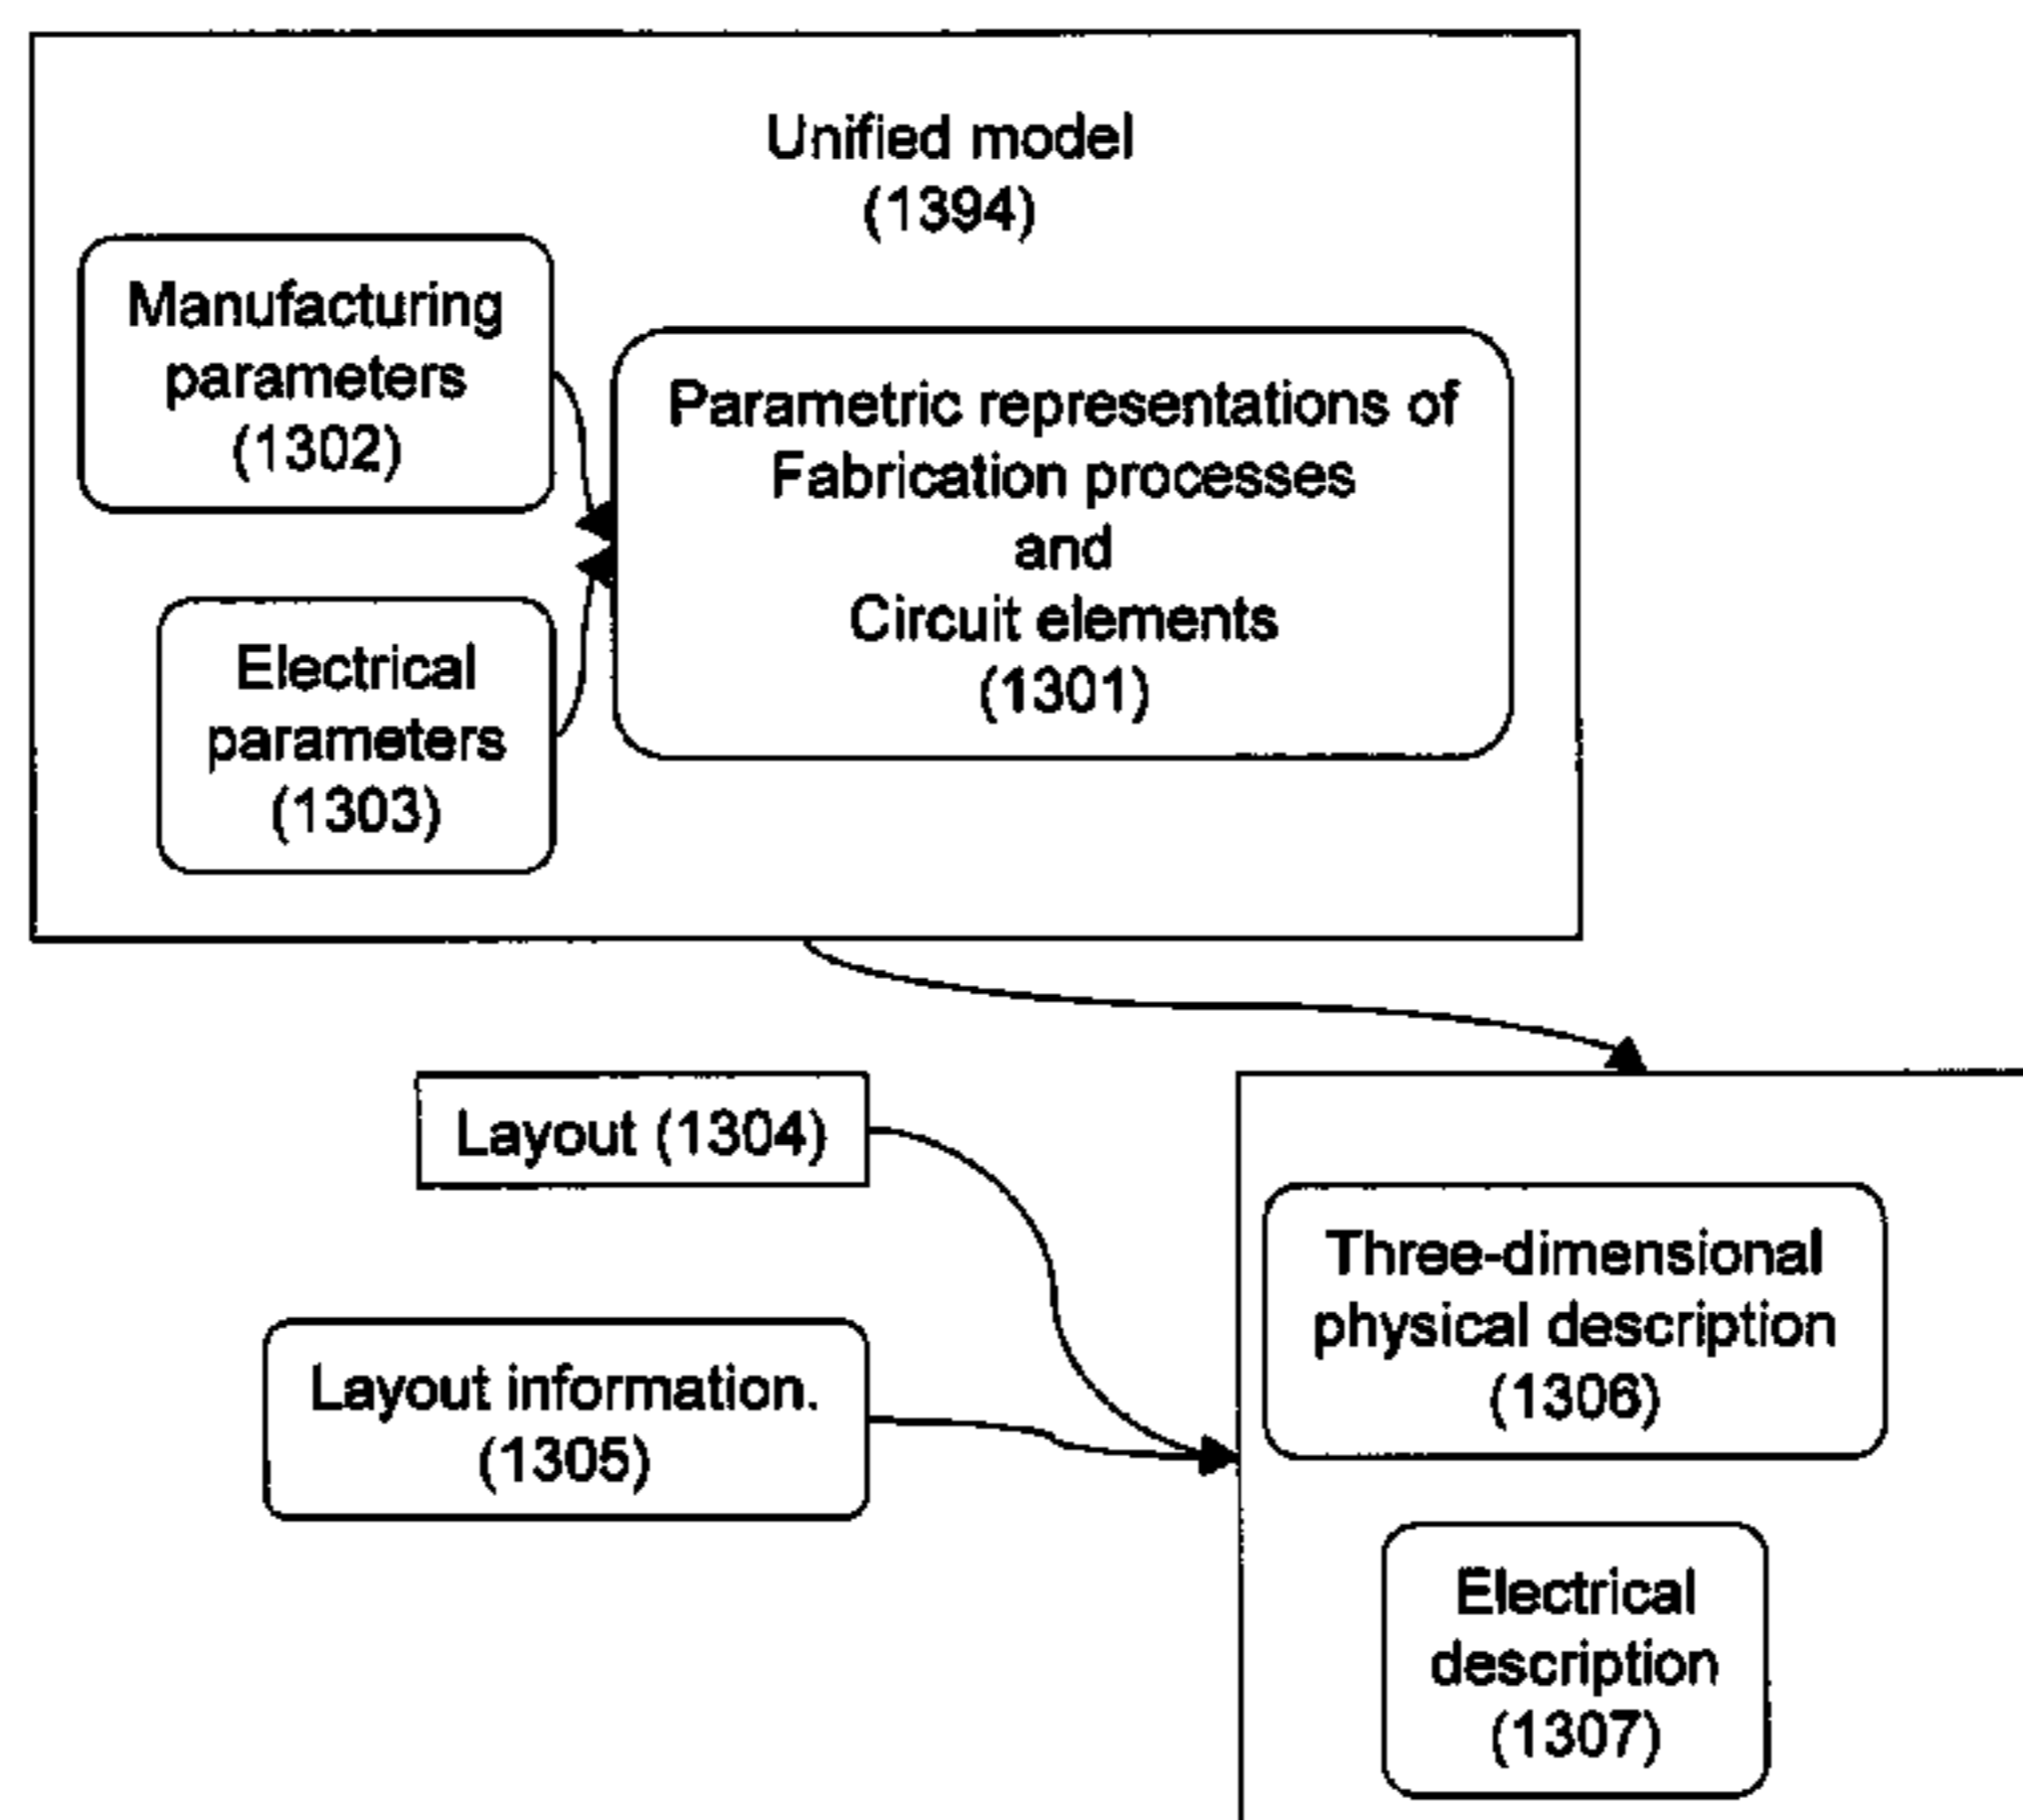 Unified model
(1394)
Manufacturing
parameters
(1302)
Parametric representations of
Fabrication processes
and
Circuit elements
(1301)
Electrical
parameters
(1303)
Layout (1304)
Layout information.
(1305)
Three-dimensional
physical description
(1306)
Electrical
description
(1307)